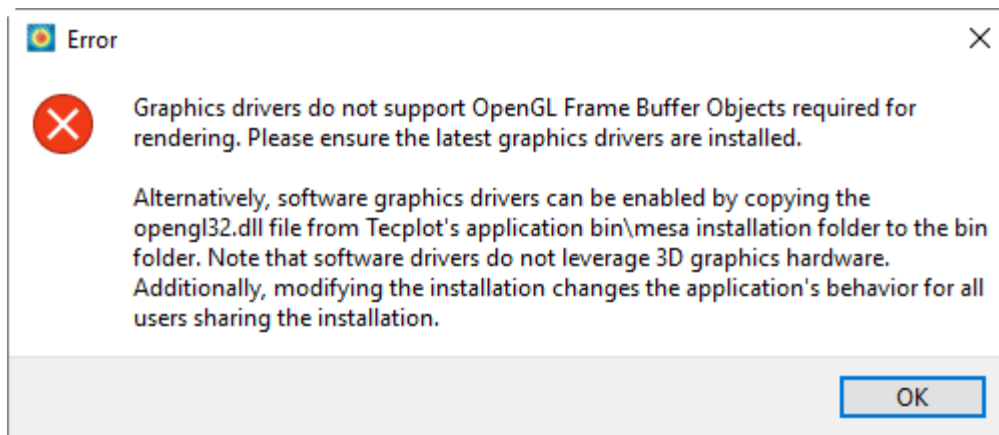 Error
Graphics drivers do not support OpenGL Frame Buffer Objects required for
rendering. Please ensure the latest graphics drivers are installed.
Alternatively, software graphics drivers can be enabled by copying the
opengl32.dll file from Tecplot's application bin\mesa installation folder to the bin
folder. Note that software drivers do not leverage 3D graphics hardware.
Additionally, modifying the installation changes the application's behavior for all
users sharing the installation.
OK